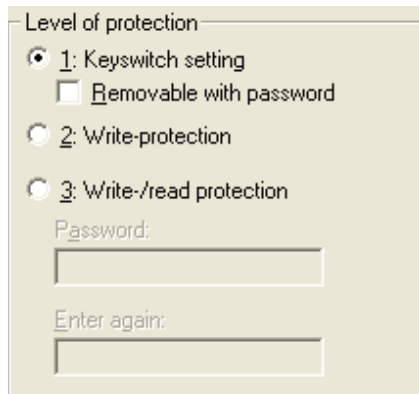 Level of protection
1: Keyswitch setting
Removable with password
2: Write-protection
3: Write-/read protection
Password:
Enter again: